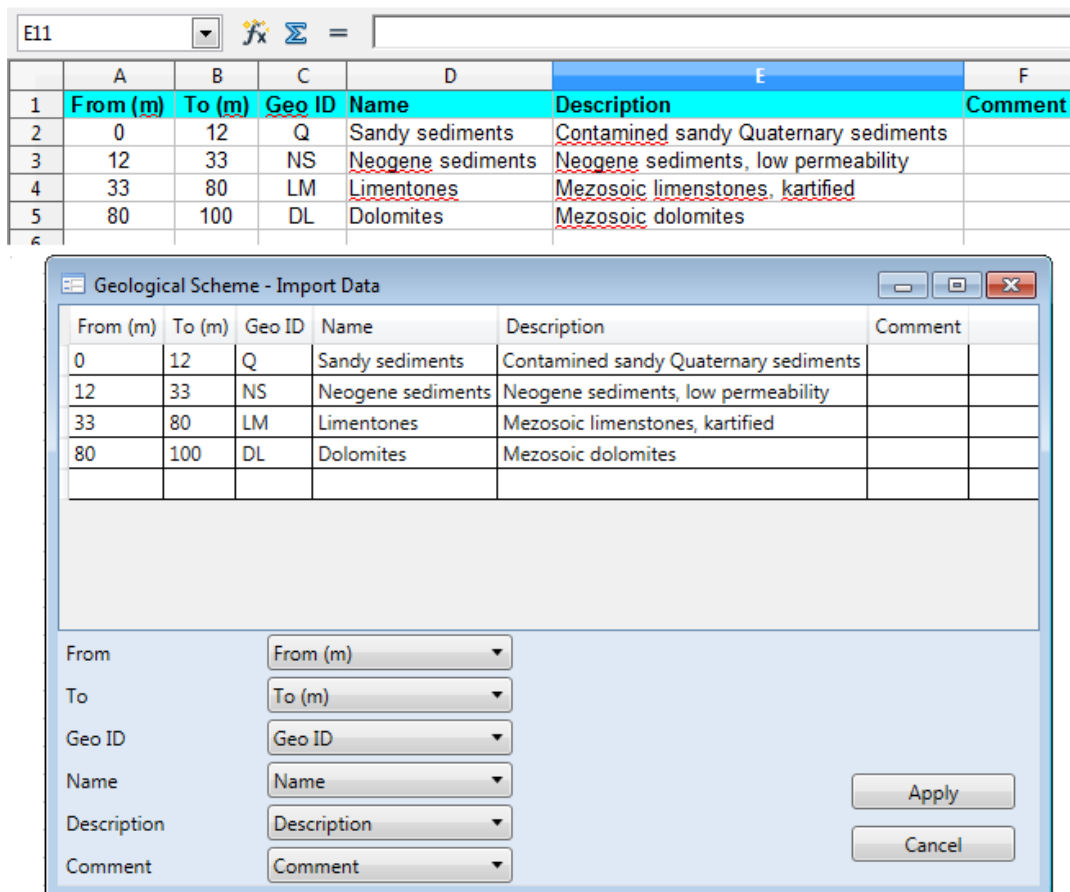 E11 =
A B C D E F
1 From (m) To (m) Geo ID Name Description Comment
2 0 12 Q Sandy sediments Contamined sandy Quaternary sediments
3 12 33 NS Neogene sediments Neogene sediments, low permeability
4 33 80 LM Limentones Mezosoic limenstones, kartified
5 80 100 DL Dolomites Mezosoic dolomites
6
Geological Scheme - Import Data
From (m) To (m) Geo ID Name Description Comment
0 12 Q Sandy sediments Contamined sandy Quaternary sediments
12 33 NS Neogene sediments Neogene sediments, low permeability
33 80 LM Limentones Mezosoic limenstones, kartified
80 100 DL Dolomites Mezosoic dolomites
From From (m)
To To (m)
Geo ID Geo ID
Name Name
Apply
Description Description
Cancel
Comment Comment